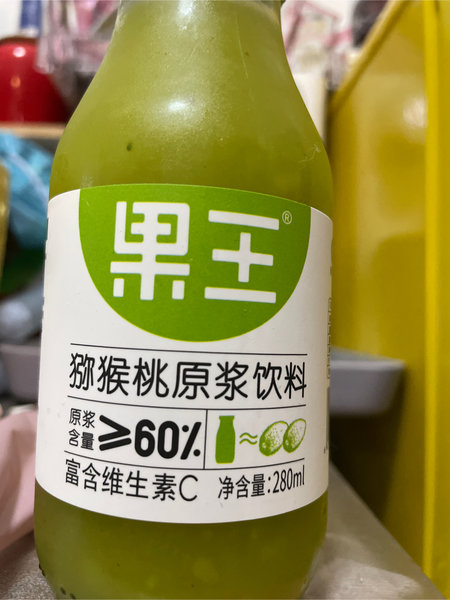 果王®
猕猴桃原浆饮料
原浆
含量 ≥60%
≈
富含维生素C 净含量:280ml